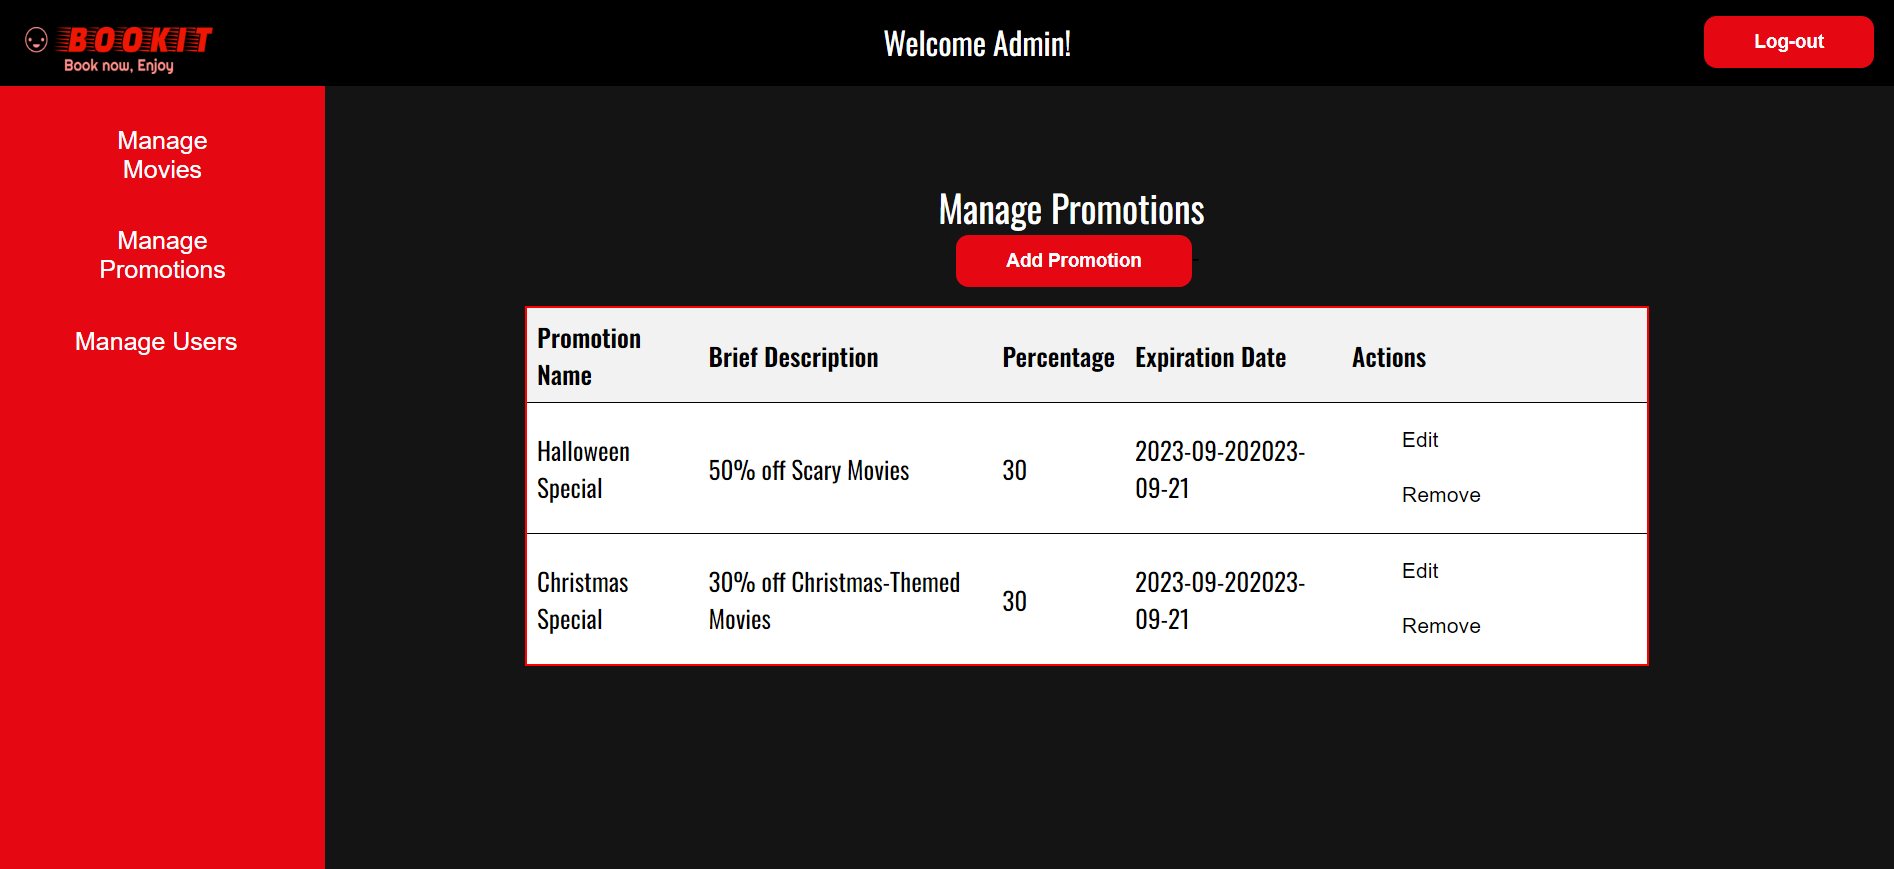 BOOKIT
Book now, Enjoy
Welcome Admin!
Log-out
Manage
Movies
Manage
Promotions
Manage Users
Manage Promotions
Add Promotion
-
Promotion
Name
Brief Description
Percentage
Expiration Date
Actions
Halloween
Special
50% off Scary Movies
30
2023-09-202023-
09-21
Edit
Remove
Christmas
Special
30% off Christmas-Themed
Movies
30
2023-09-202023-
09-21
Edit
Remove